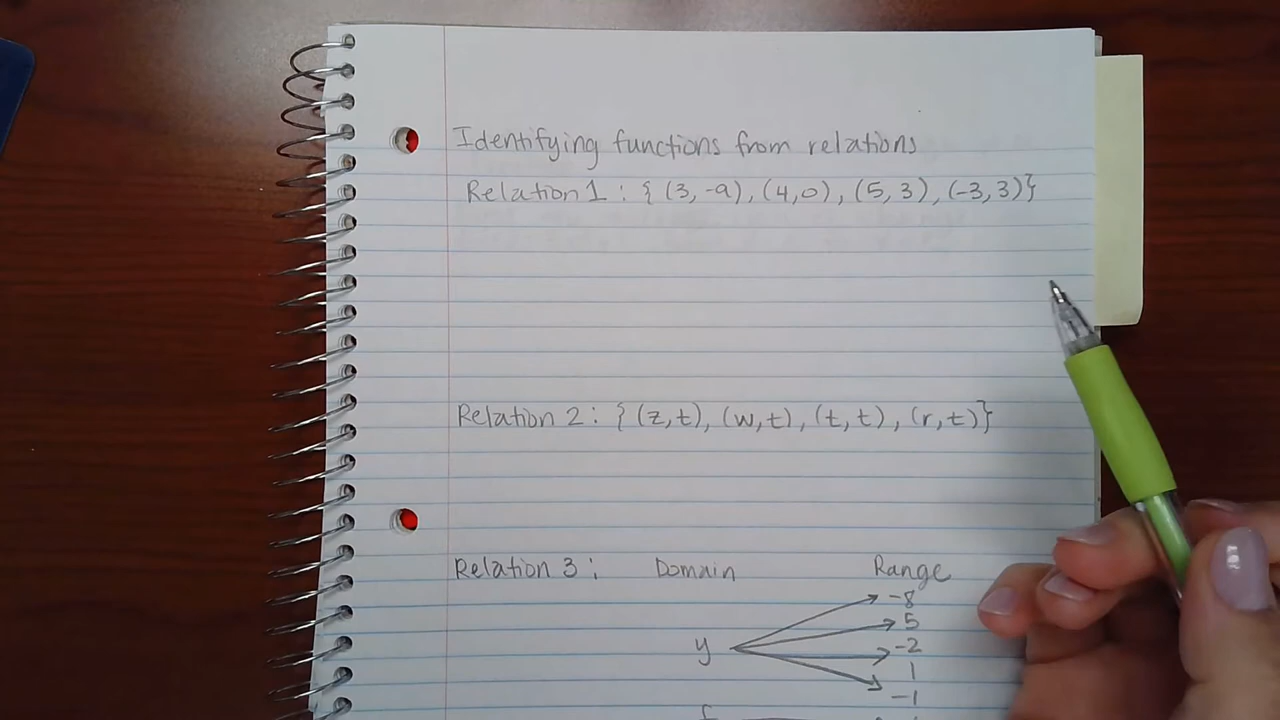 Identifying functions from relations
Relation 1 : { (3, -9), (4,0), (5, 3), (-3, 3)}
Relation 2 : { (z,t), (w,t), (t, t), (r,t)}
Relation 3 : Domain Range
-8
5
y -2
1
-1